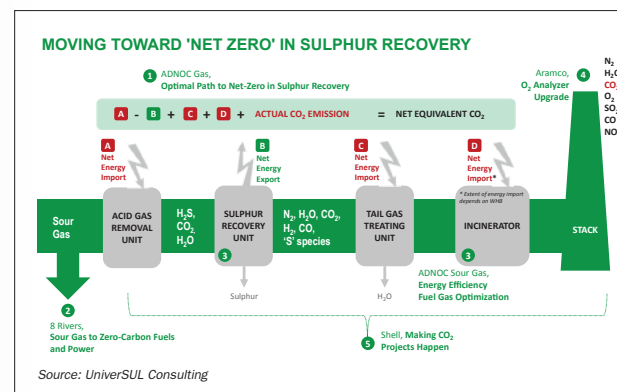 MOVING TOWARD 'NET ZERO' IN SULPHUR RECOVERY
1 ADNOC Gas,
Optimal Path to Net-Zero in Sulphur Recovery
A - B + C + D + ACTUAL CO₂ EMISSION = NET EQUIVALENT CO₂
Aramco, 4
O₂ Analyzer
Upgrade
N₂
H₂O
CO₂
O₂
SO₂
CO
NO
A
Net
Energy
Import
B
Net
Energy
Export
C
Net
Energy
Import
D
Net
Energy
Import*
Sour
Gas
ACID GAS
REMOVAL
UNIT
H₂S,
CO₂,
H₂O
SULPHUR
RECOVERY
UNIT
3
N₂, H₂O, CO₂,
H₂, CO,
'S' species
TAIL GAS
TREATING
UNIT
* Extent of energy import
depends on WHB
INCINERATOR
3
STACK
Sulphur
H₂O
ADNOC Sour Gas,
Energy Efficiency
Fuel Gas Optimization
2
8 Rivers,
Sour Gas to Zero-Carbon Fuels
and Power
5 Shell, Making CO₂
Projects Happen
Source: UniverSUL Consulting